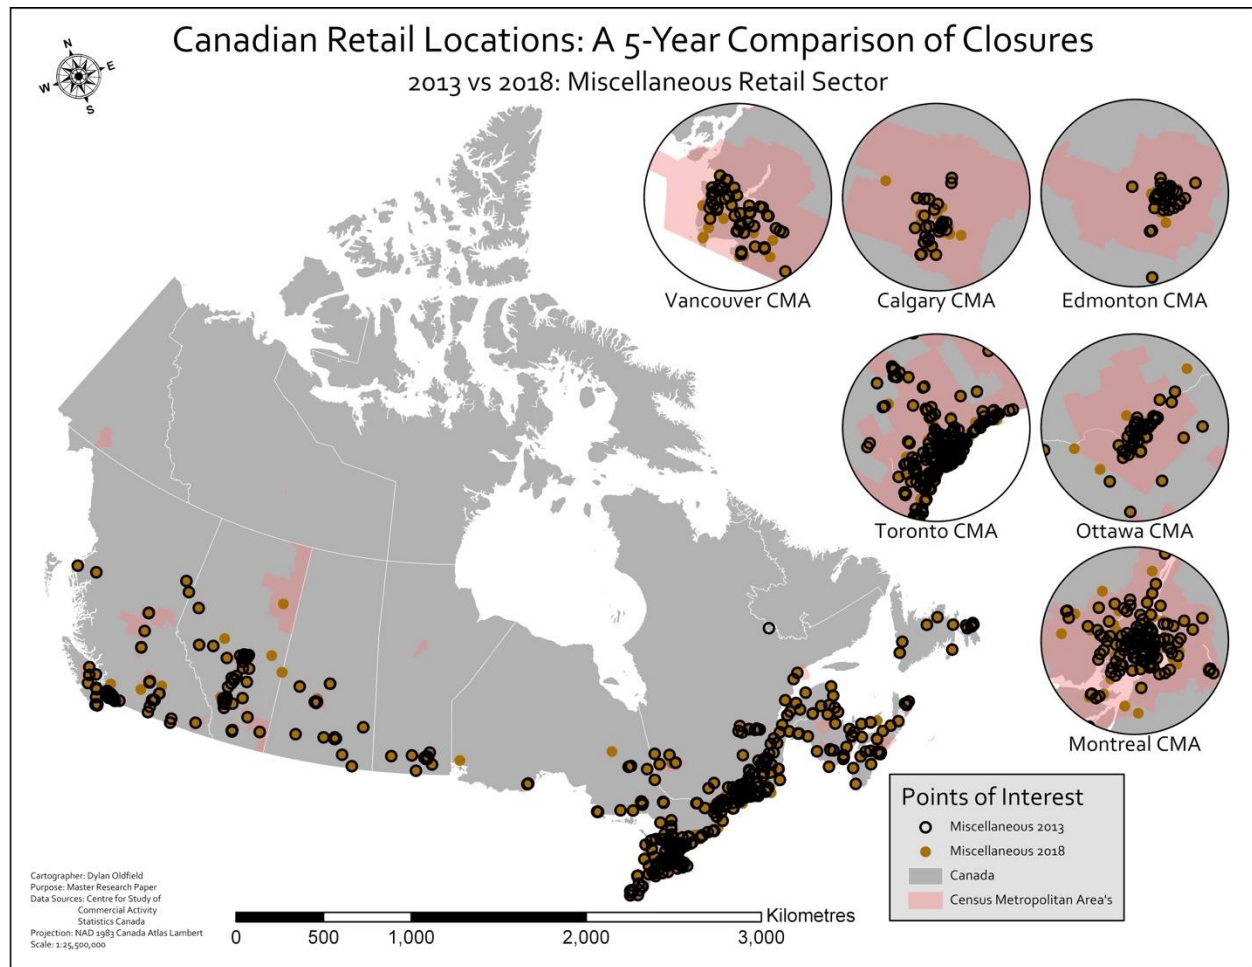 Canadian Retail Locations: A 5-Year Comparison of Closures
2013 vs 2018: Miscellaneous Retail Sector
N
E
W
S
Vancouver CMA
Calgary CMA
Edmonton CMA
Toronto CMA
Ottawa CMA
Montreal CMA
Points of Interest
Miscellaneous 2013
Miscellaneous 2018
Canada
Census Metropolitan Area's
Cartographer: Dylan Oldfield
Purpose: Master Research Paper
Data Sources: Centre for Study of
Commercial Activity
Statistics Canada
Projection: NAD 1983 Canada Atlas Lambert
Scale: 1:25,500,000
Kilometres
0 500 1,000 2,000 3,000